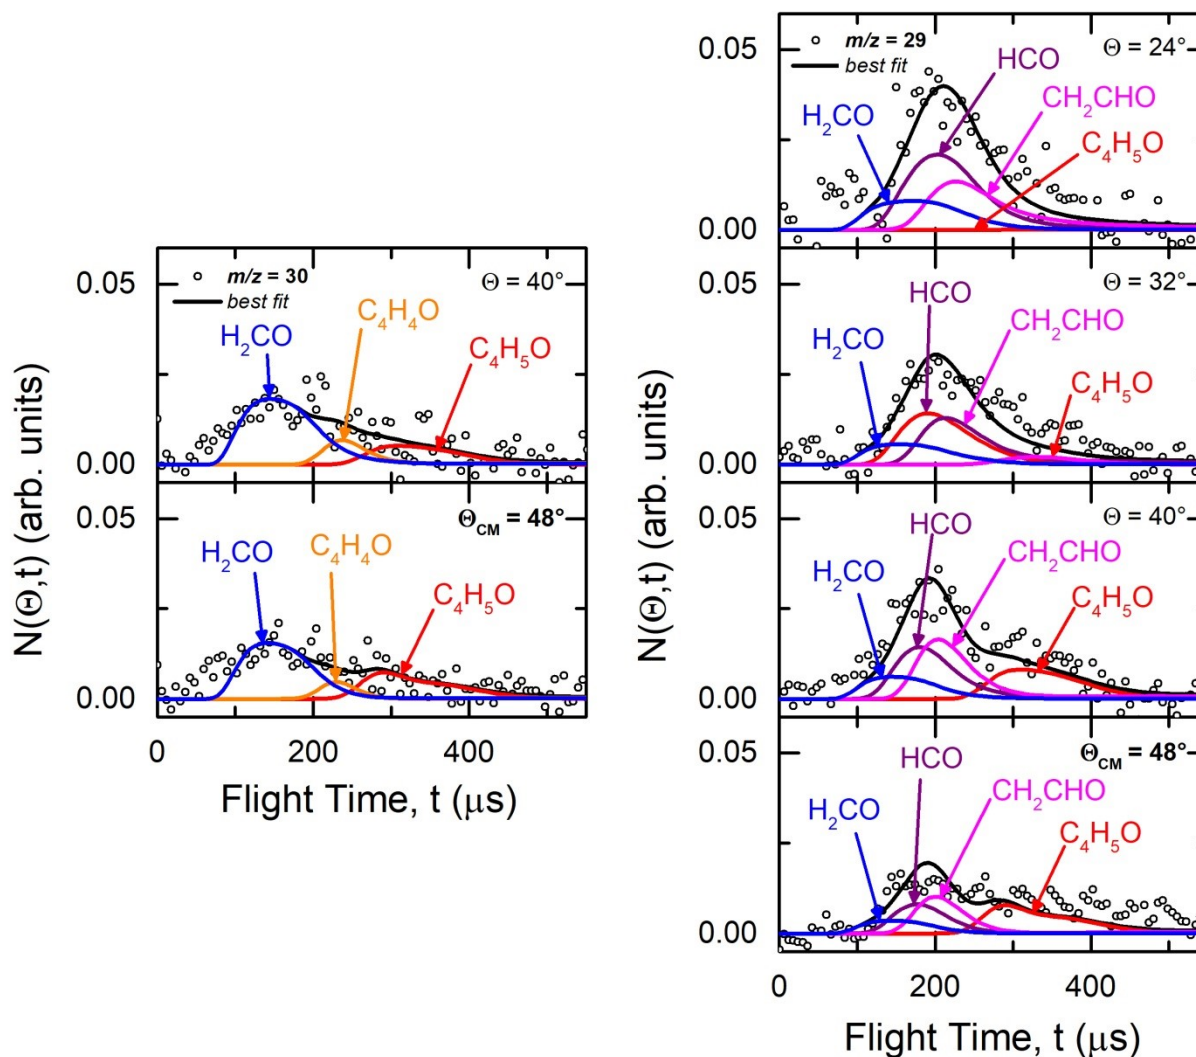 m/z = 30
best fit
Θ = 40°
H₂CO
C₄H₄O
C₄H₅O
0.05
0.00
Θ_CM = 48°
H₂CO
C₄H₄O
C₄H₅O
0.05
0.00
0
200
400
N(Θ,t) (arb. units)
Flight Time, t (μs)
m/z = 29
best fit
Θ = 24°
HCO
CH₂CHO
H₂CO
C₄H₅O
0.05
0.00
Θ = 32°
HCO
CH₂CHO
H₂CO
C₄H₅O
0.05
0.00
Θ = 40°
HCO
CH₂CHO
H₂CO
C₄H₅O
0.05
0.00
Θ_CM = 48°
HCO
CH₂CHO
H₂CO
C₄H₅O
0.05
0.00
0
200
400
N(Θ,t) (arb. units)
Flight Time, t (μs)